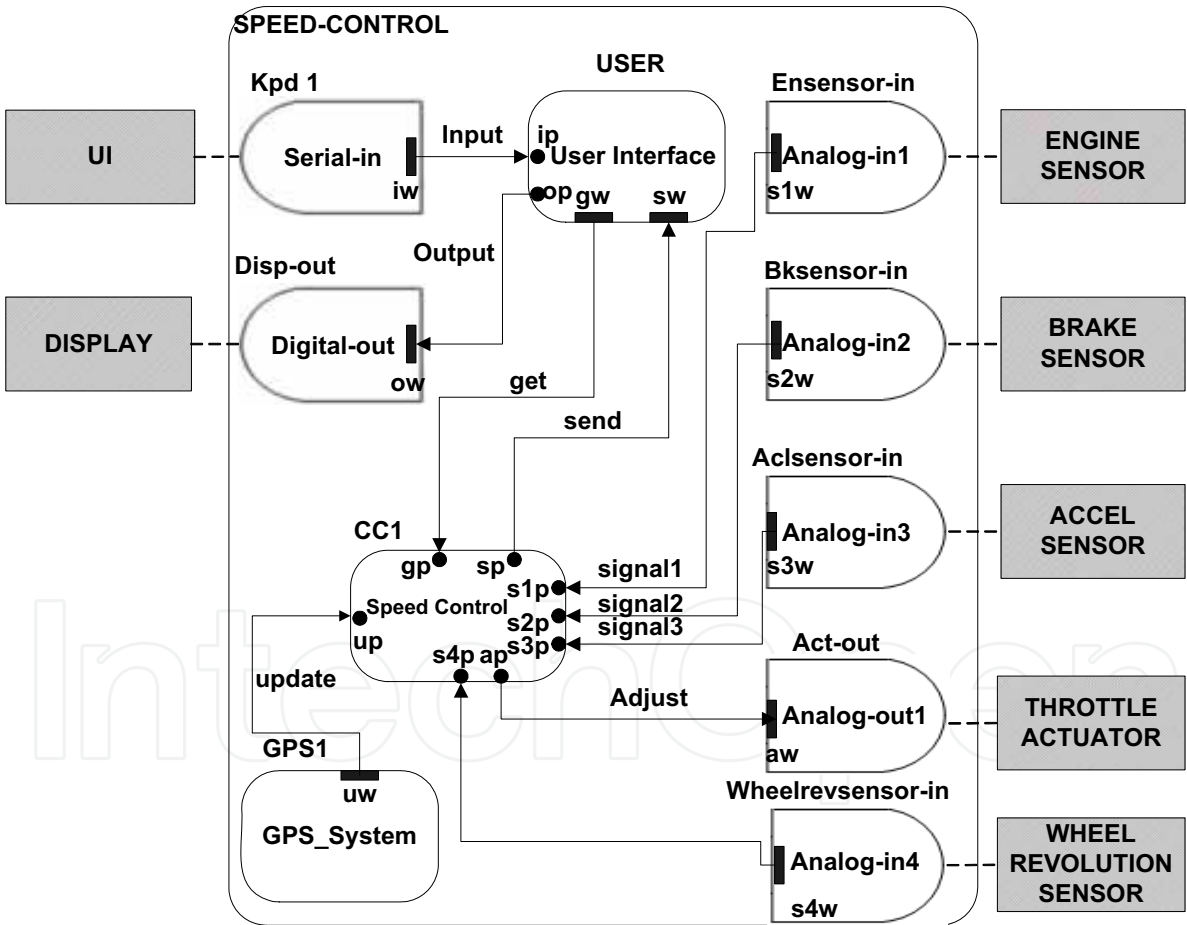 SPEED-CONTROL
USER
Kpd 1
Ensensor-in
UI
Serial-in
iw
Input
ip
User Interface
op
gw
sw
Analog-in1
s1w
ENGINE
SENSOR
Output
Disp-out
Bksensor-in
DISPLAY
Digital-out
ow
Analog-in2
s2w
BRAKE
SENSOR
get
send
Aclsensor-in
Analog-in3
s3w
ACCEL
SENSOR
CC1
gp
sp
s1p
signal1
Speed Control
s2p
signal2
up
s3p
signal3
s4p
ap
Act-out
update
Adjust
Analog-out1
aw
THROTTLE
ACTUATOR
GPS1
uw
GPS_System
Wheelrevsensor-in
Analog-in4
s4w
WHEEL
REVOLUTION
SENSOR
IntechOpen